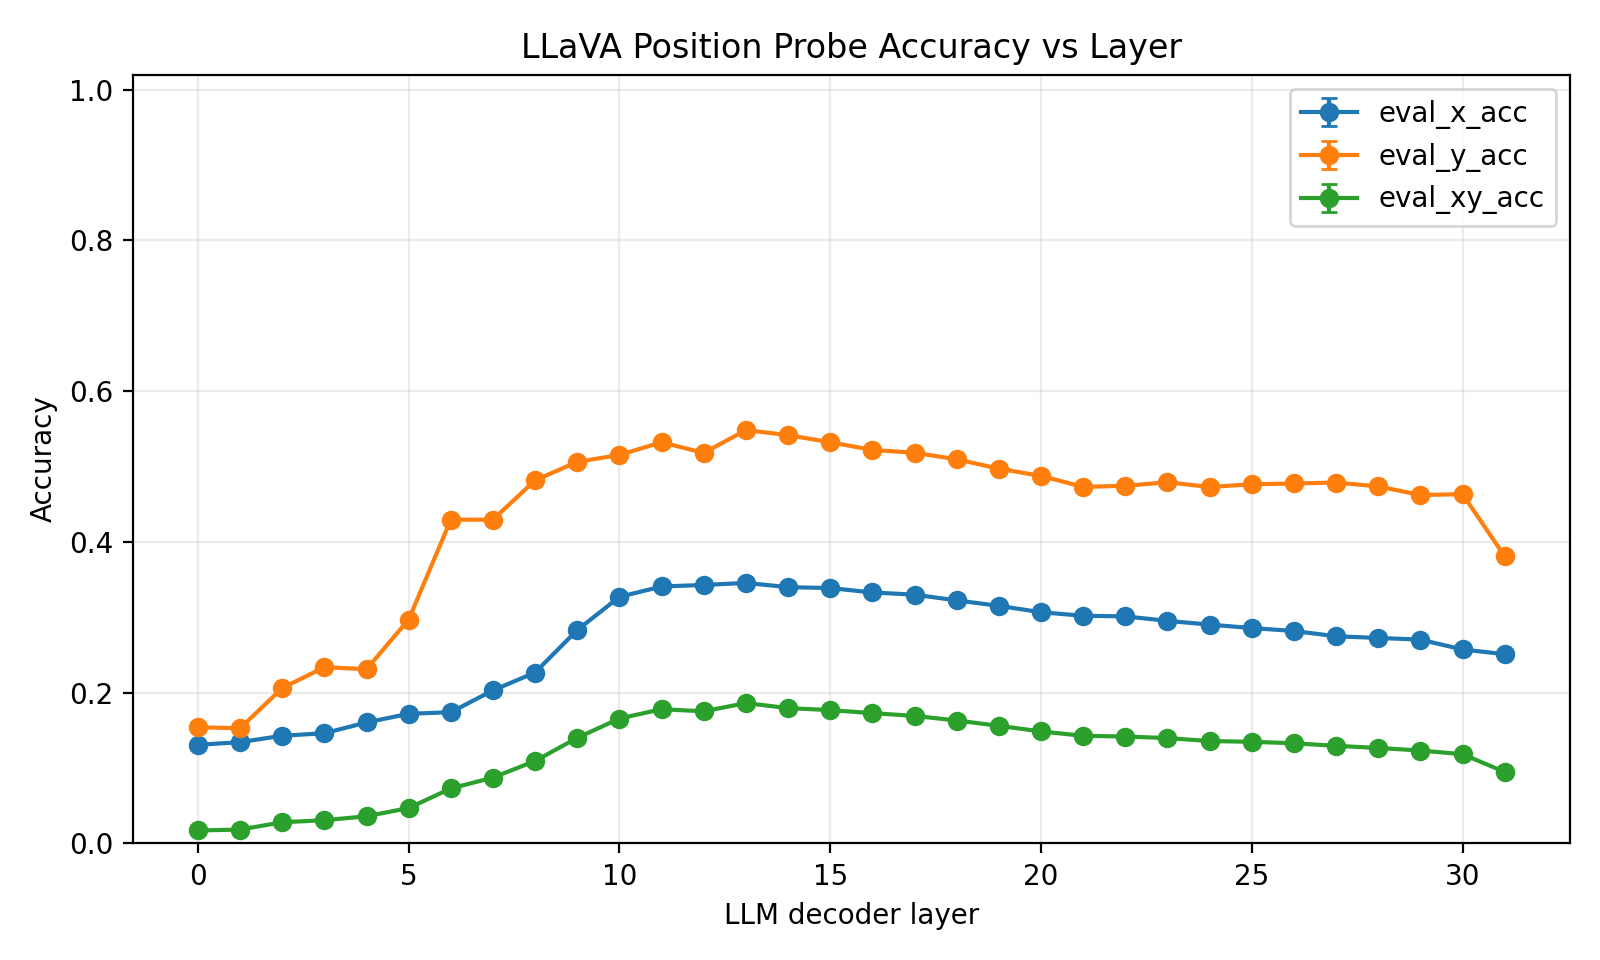 LLaVA Position Probe Accuracy vs Layer
1.0
0.8
0.6
0.4
0.2
0.0
Accuracy
eval_x_acc
eval_y_acc
eval_xy_acc
0 5 10 15 20 25 30
LLM decoder layer